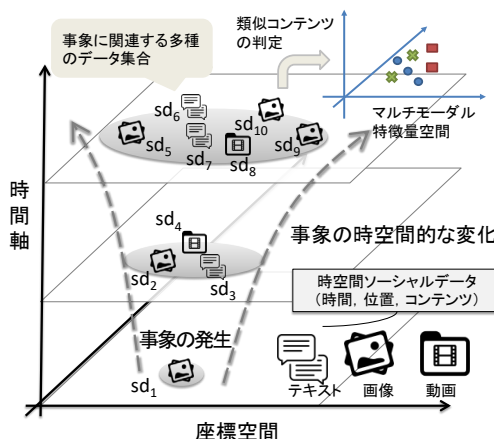 事象に関連する多種
のデータ集合
類似コンテンツ
の判定
マルチモーダル
特徴量空間
sd6
sd10
sd5
sd7
sd8
sd9
時間軸
sd4
sd2
sd3
事象の時空間的な変化
時空間ソーシャルデータ
（時間, 位置, コンテンツ）
事象の発生
sd1
テキスト
画像
動画
座標空間